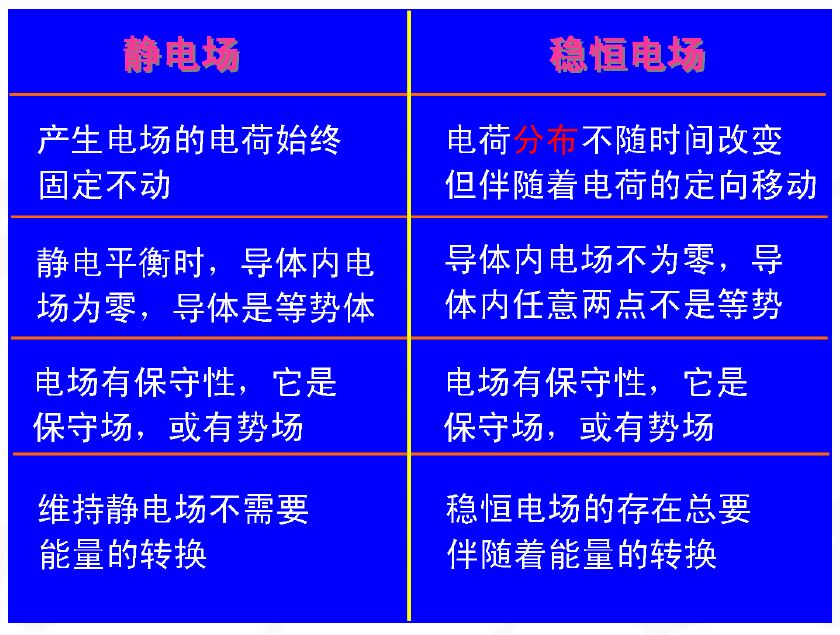 静电场
稳恒电场
产生电场的电荷始终
固定不动
电荷分布不随时间改变
但伴随着电荷的定向移动
静电平衡时，导体内电
场为零，导体是等势体
导体内电场不为零，导
体内任意两点不是等势
电场有保守性，它是
保守场，或有势场
电场有保守性，它是
保守场，或有势场
维持静电场不需要
能量的转换
稳恒电场的存在总要
伴随着能量的转换